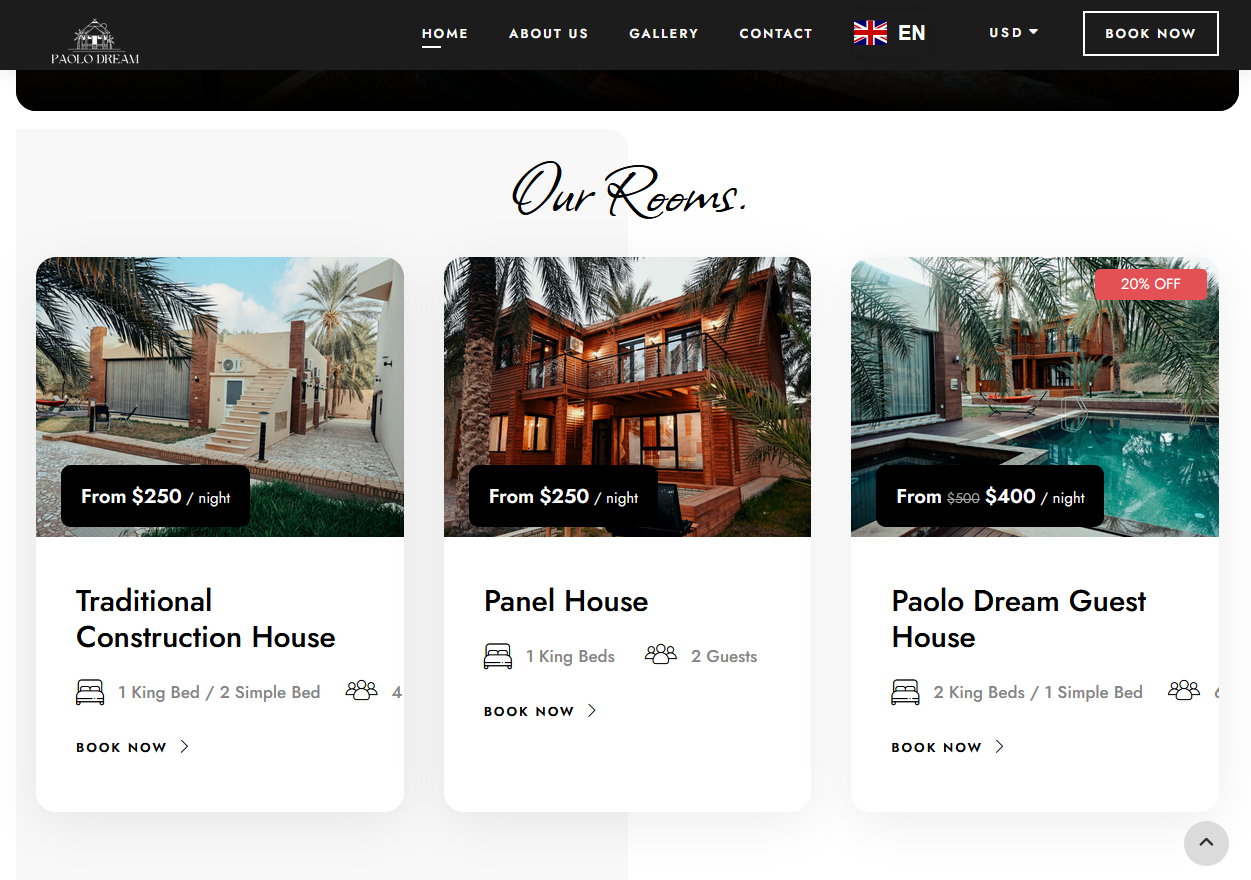 PAOLO DREAM
HOME
ABOUT US
GALLERY
CONTACT
EN
USD
BOOK NOW
Our Rooms.
From $250 / night
Traditional
Construction House
1 King Bed / 2 Simple Bed
4
BOOK NOW
From $250 / night
Panel House
1 King Beds
2 Guests
BOOK NOW
20% OFF
From $500 $400 / night
Paolo Dream Guest
House
2 King Beds / 1 Simple Bed
BOOK NOW